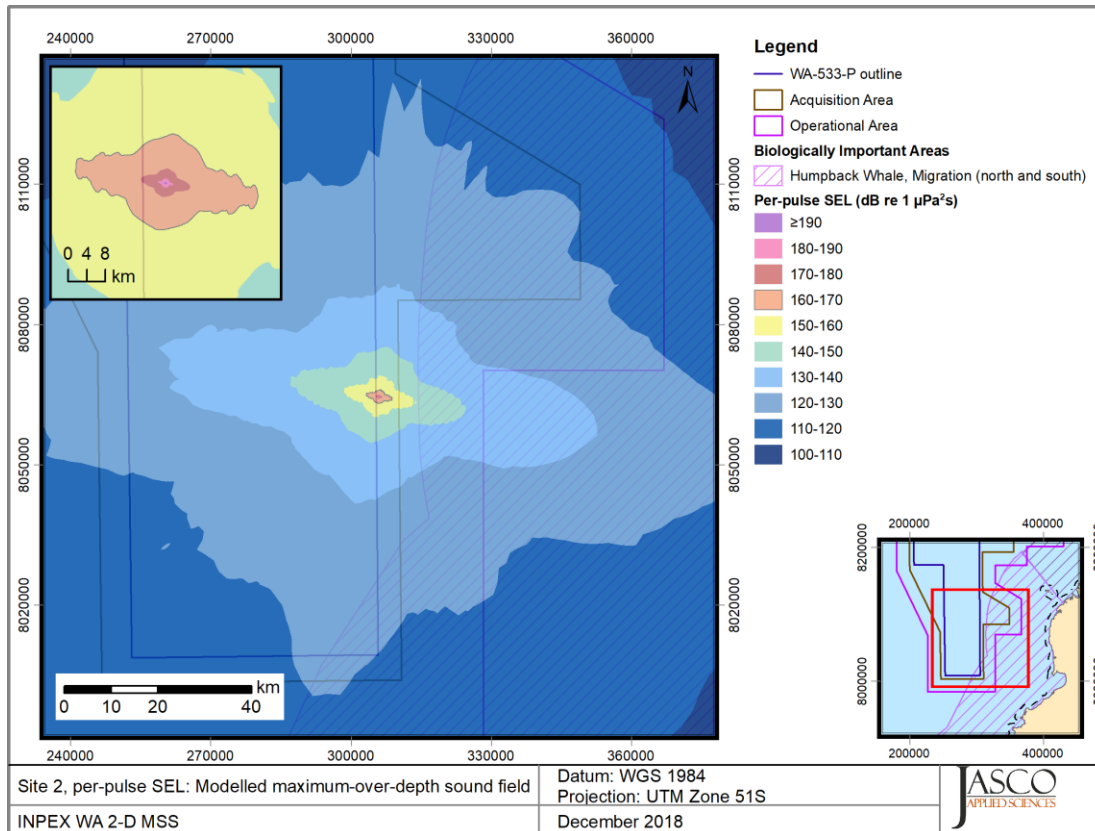 240000 270000 300000 330000 360000
N
8110000
8080000
8050000
8020000
8110000
8080000
8050000
8020000
0 4 8
km
km
0 10 20 40
240000 270000 300000 330000 360000
Legend
WA-533-P outline
Acquisition Area
Operational Area
Biologically Important Areas
Humpback Whale, Migration (north and south)
Per-pulse SEL (dB re 1 µPa²s)
≥190
180-190
170-180
160-170
150-160
140-150
130-140
120-130
110-120
100-110
200000 400000
8200000
8000000
200000 400000
Site 2, per-pulse SEL: Modelled maximum-over-depth sound field
Datum: WGS 1984
Projection: UTM Zone 51S
INPEX WA 2-D MSS
December 2018
JASCO
APPLIED SCIENCES